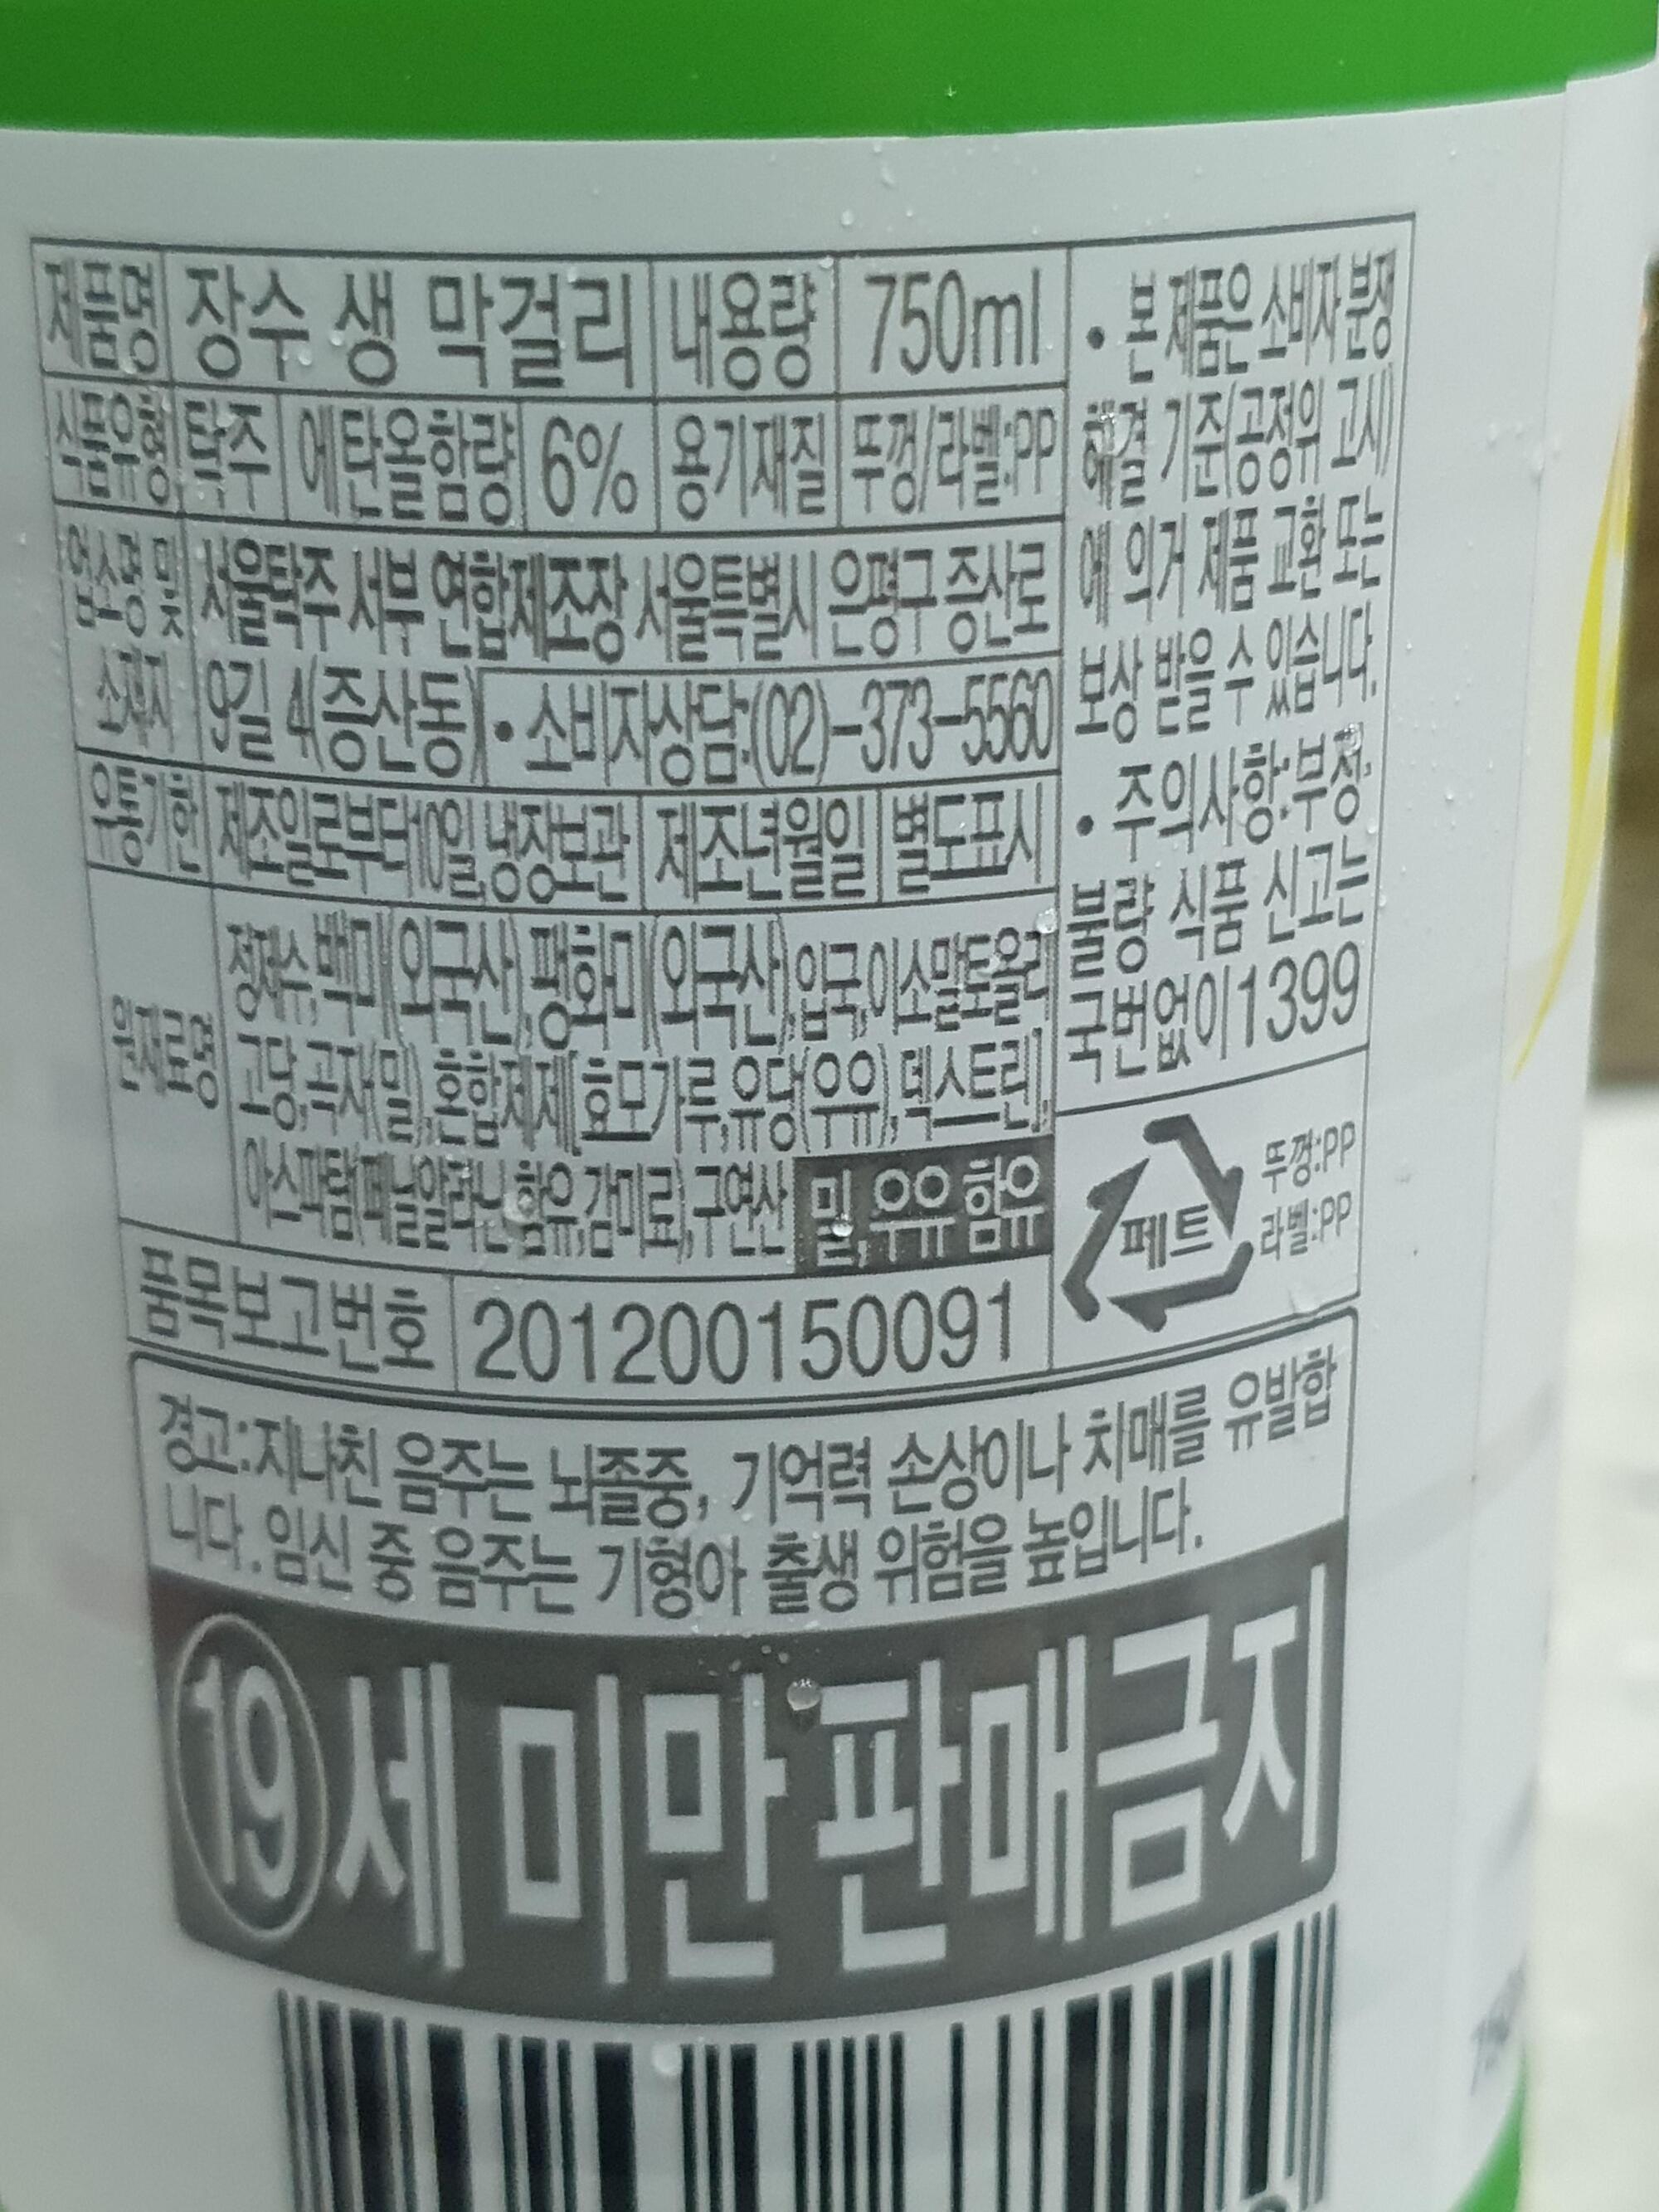 제품명 장수 생 막걸리 내용량 750ml
식품유형 탁주 에탄올함량 6% 용기재질 뚜껑/라벨:PP
업소명 및 서울탁주 서부 연합제조장 서울특별시 은평구 증산로
소재지 9길 4(증산동) • 소비자상담:(02)-373-5560
유통기한 제조일로부터10일,냉장보관 제조년월일 별도표시
원재료명
정제수,백미(외국산),팽화미(외국산),입국,이소말토올리
고당,곡자(밀),혼합제제[효모가루,유당(우유),덱스트린],
아스파탐(페닐알라닌 함유,감미료),구연산 밀,우유 함유
품목보고번호 201200150091
• 본 제품은 소비자 분쟁
해결 기준(공정위 고시)
에 의거 제품 교환 또는
보상 받을 수 있습니다.
• 주의사항:부정,
불량 식품 신고는
국번없이1399
페트
뚜껑:PP
라벨:PP
경고:지나친 음주는 뇌졸중, 기억력 손상이나 치매를 유발합
니다. 임신 중 음주는 기형아 출생 위험을 높입니다.
19세 미만 판매금지